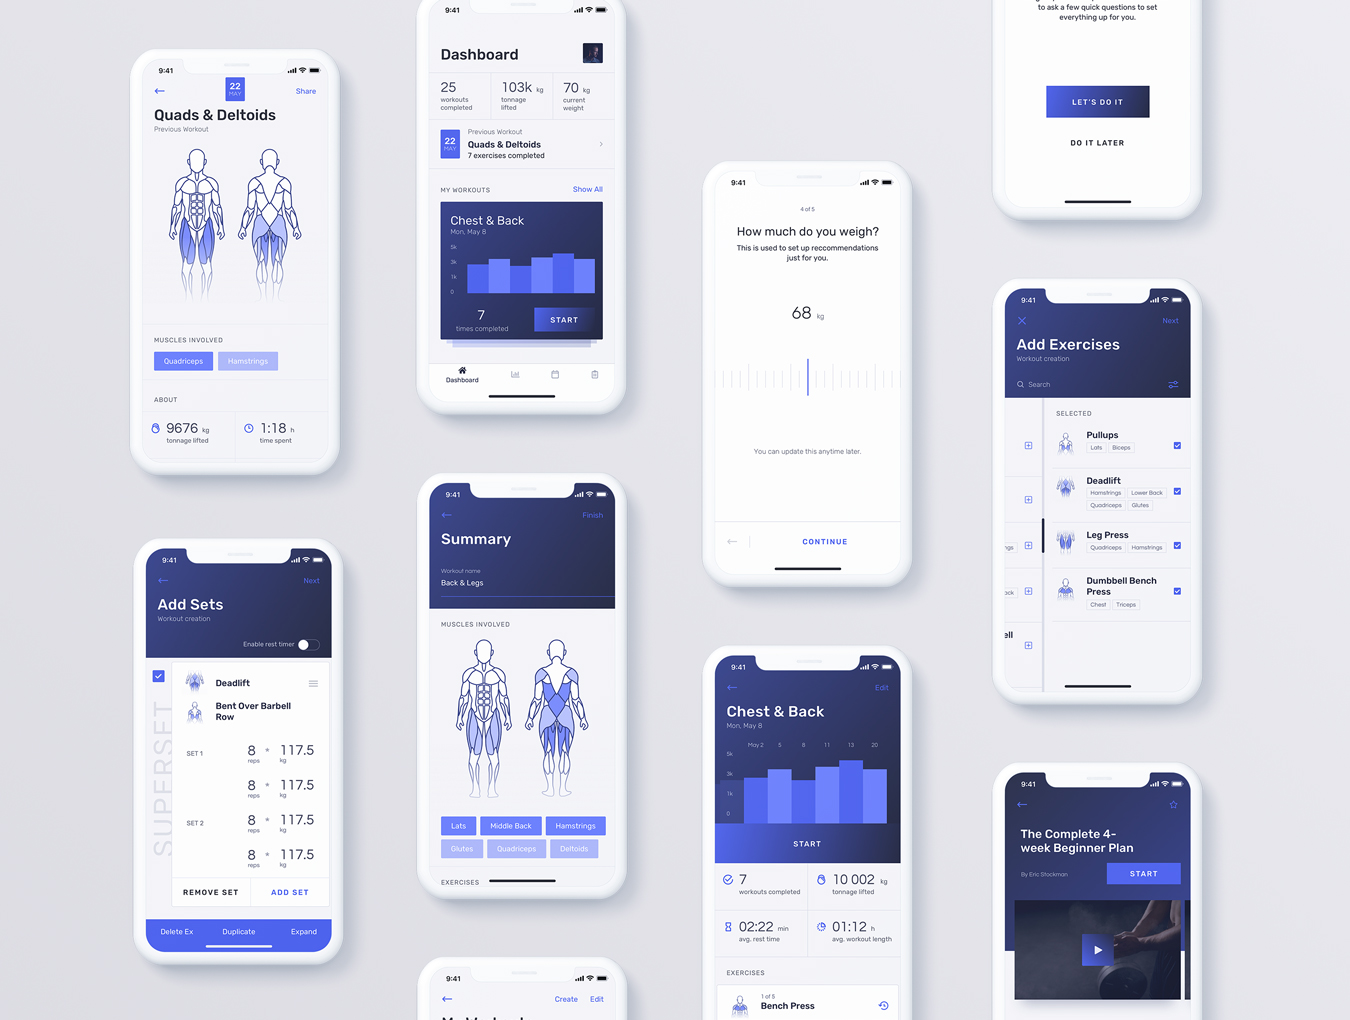 9:41
22
MAY
Share
Quads & Deltoids
Previous Workout
MUSCLES INVOLVED
Quadriceps
Hamstrings
ABOUT
9676 kg
tonnage lifted
1:18 h
time spent
9:41
Next
Add Sets
Workout creation
Enable rest timer
SUPERSET
Deadlift
Bent Over Barbell
Row
SET 1
8 * 117.5
reps kg
8 * 117.5
reps kg
SET 2
8 * 117.5
reps kg
8 * 117.5
reps kg
REMOVE SET
ADD SET
Delete Ex
Duplicate
Expand
9:41
Dashboard
25
workouts
completed
103k kg
tonnage
lifted
70 kg
current
weight
22
MAY
Previous Workout
Quads & Deltoids
7 exercises completed
MY WORKOUTS
Show All
Chest & Back
Mon, May 8
5k
3k
1k
0
7
times completed
START
Dashboard
9:41
Finish
Summary
Workout name
Back & Legs
MUSCLES INVOLVED
Lats
Middle Back
Hamstrings
Glutes
Quadriceps
Deltoids
EXERCISES
9:41
Create
Edit
9:41
4 of 5
How much do you weigh?
This is used to set up reccommendations
just for you.
68 kg
You can update this anytime later.
CONTINUE
9:41
Edit
Chest & Back
Mon, May 8
May 2 5 8 11 13 20
5k
3k
1k
0
START
7
workouts completed
10 002 kg
tonnage lifted
02:22 min
avg. rest time
01:12 h
avg. workout length
EXERCISES
1 of 5
Bench Press
to ask a few quick questions to set
everything up for you.
LET'S DO IT
DO IT LATER
9:41
Next
Add Exercises
Workout creation
Search
SELECTED
Pullups
Lats
Biceps
Deadlift
Hamstrings
Lower Back
Quadriceps
Glutes
Leg Press
Quadriceps
Hamstrings
Dumbbell Bench
Press
Chest
Triceps
ngs
ack
ell
9:41
The Complete 4-
week Beginner Plan
By Eric Stockman
START